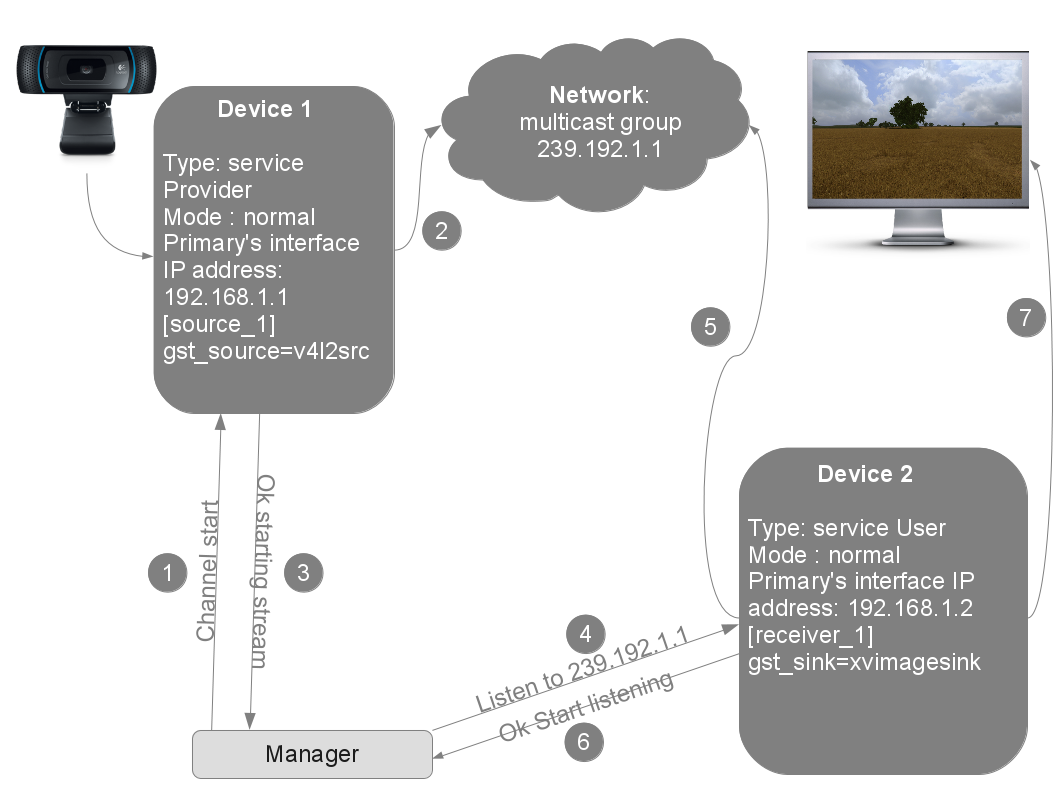 Device 1
Type: service
Provider
Mode : normal
Primary's interface
IP address:
192.168.1.1
[source_1]
gst_source=v4l2src
Network:
multicast group
239.192.1.1
2
5
7
1
Channel start
Ok starting stream
3
4
Listen to 239.192.1.1
Ok Start listening
6
Manager
Device 2
Type: service User
Mode : normal
Primary's interface IP
address: 192.168.1.2
[receiver_1]
gst_sink=xvimagesink